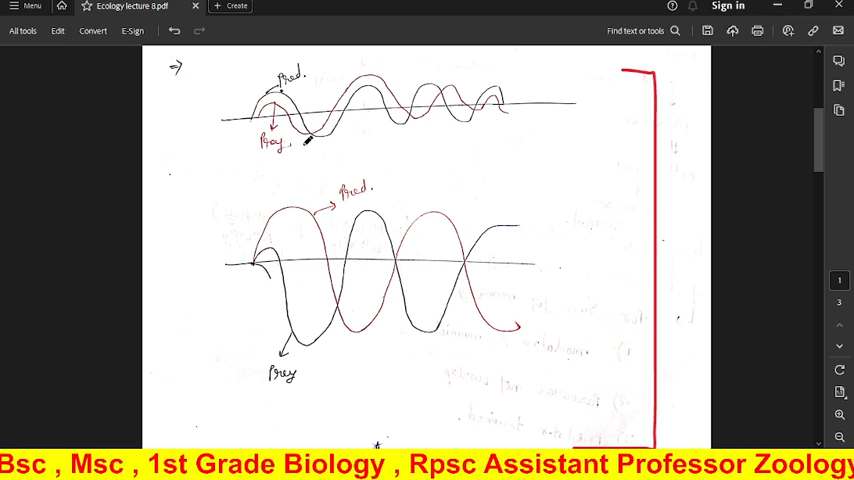 Menu
Ecology lecture 8.pdf
Create
Sign in
All tools
Edit
Convert
E-Sign
Find text or tools
Pred.
Prey
Pred.
Prey
1
3
Bsc , Msc , 1st Grade Biology , Rpsc Assistant Professor Zoology